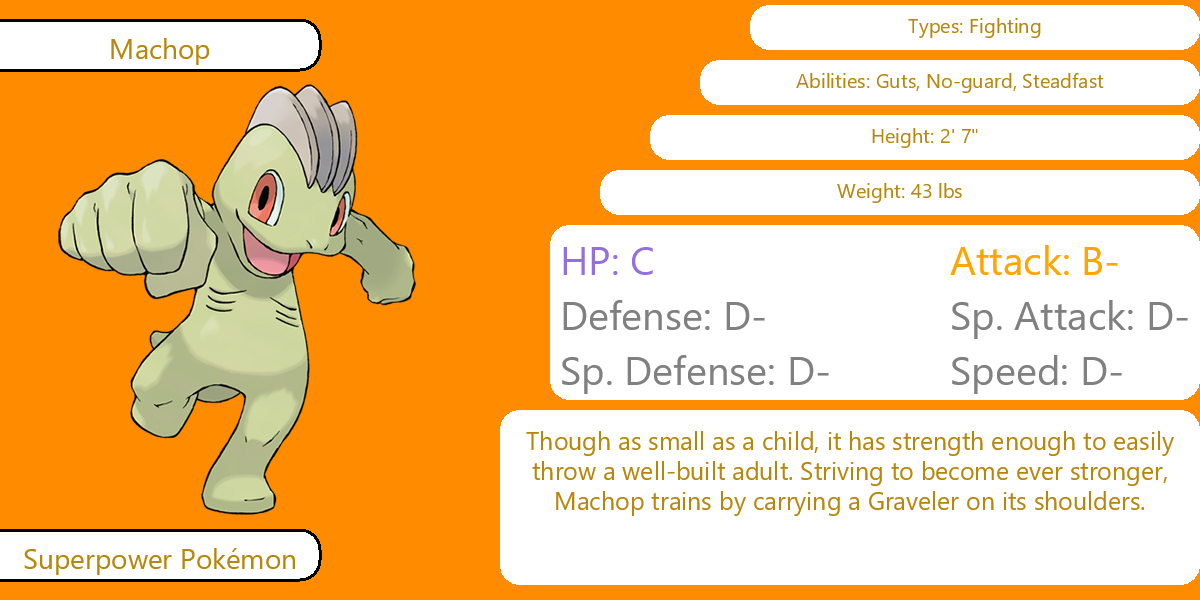 Machop
Types: Fighting
Abilities: Guts, No-guard, Steadfast
Height: 2' 7"
Weight: 43 lbs
HP: C
Attack: B-
Defense: D-
Sp. Attack: D-
Sp. Defense: D-
Speed: D-
Though as small as a child, it has strength enough to easily
throw a well-built adult. Striving to become ever stronger,
Machop trains by carrying a Graveler on its shoulders.
Superpower Pokémon